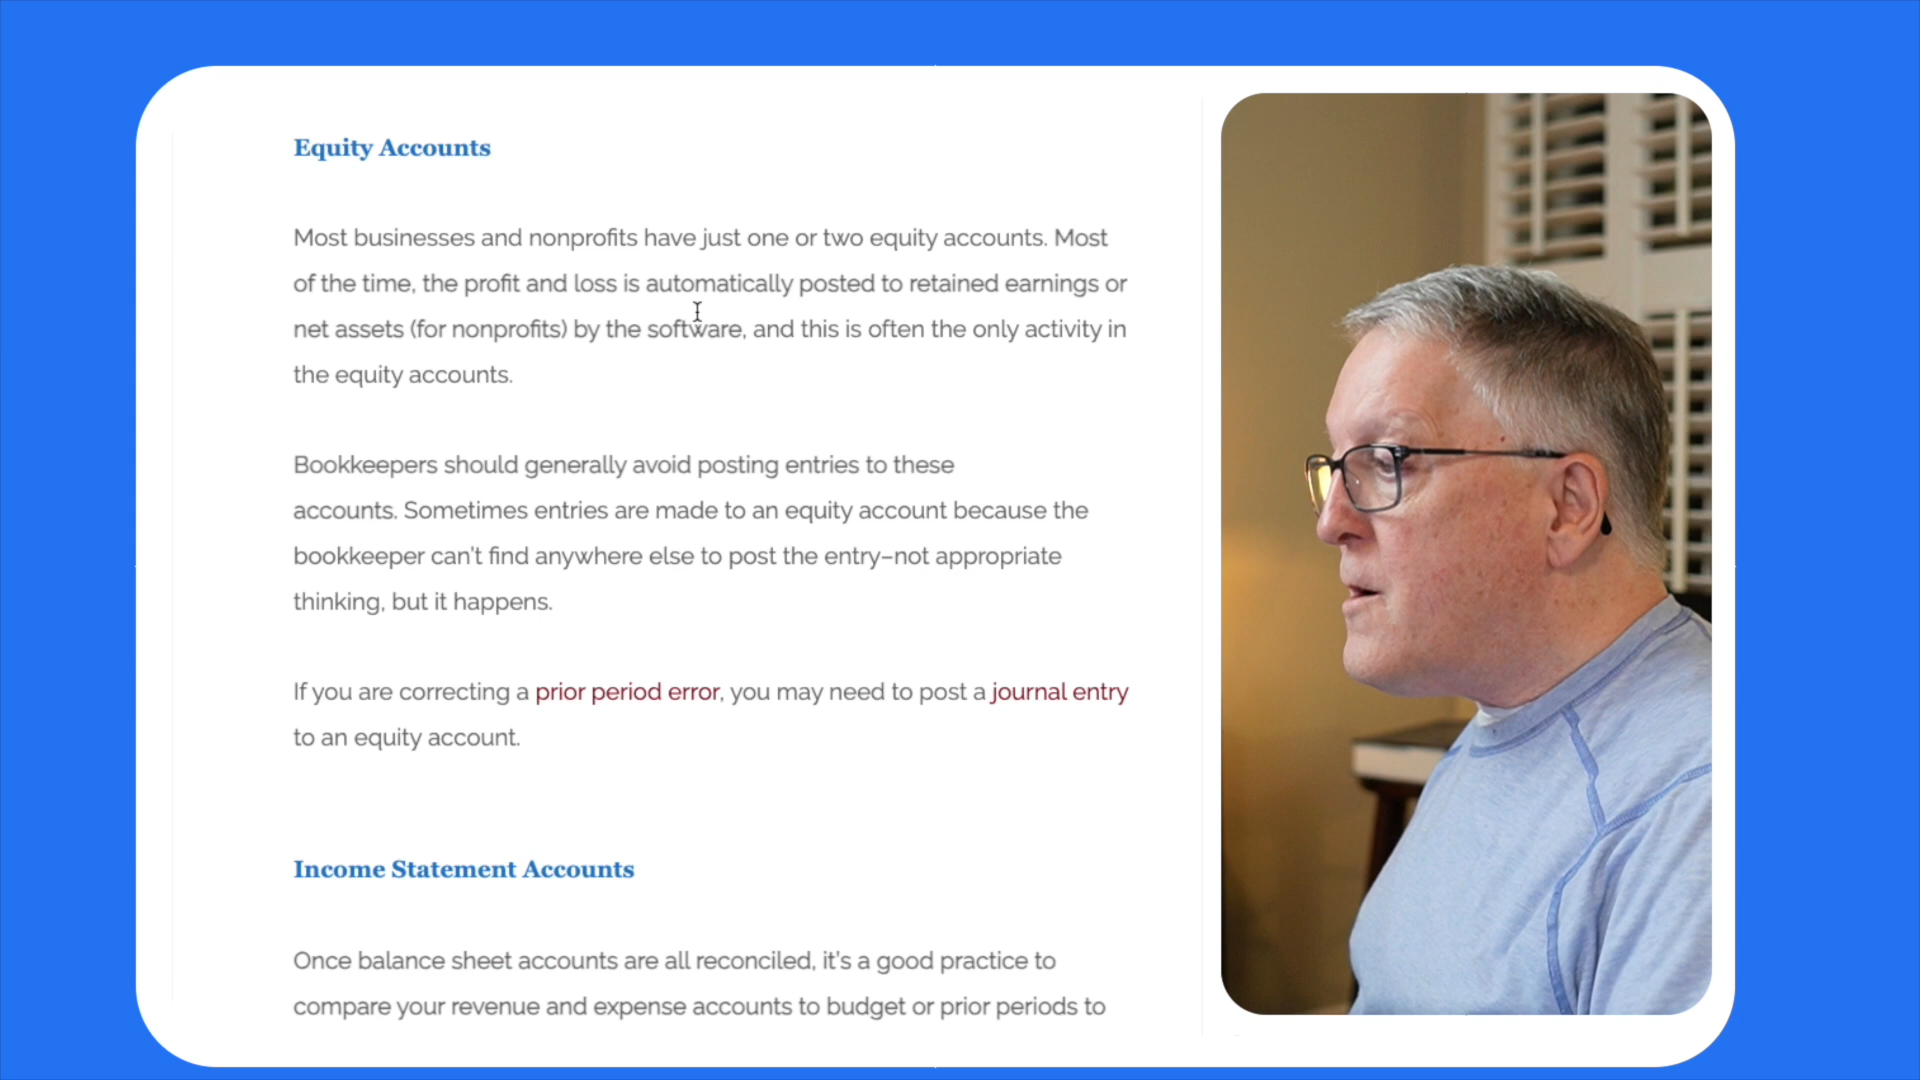 Equity Accounts
Most businesses and nonprofits have just one or two equity accounts. Most
of the time, the profit and loss is automatically posted to retained earnings or
net assets (for nonprofits) by the software, and this is often the only activity in
the equity accounts.
Bookkeepers should generally avoid posting entries to these
accounts. Sometimes entries are made to an equity account because the
bookkeeper can't find anywhere else to post the entry–not appropriate
thinking, but it happens.
If you are correcting a prior period error, you may need to post a journal entry
to an equity account.
Income Statement Accounts
Once balance sheet accounts are all reconciled, it's a good practice to
compare your revenue and expense accounts to budget or prior periods to